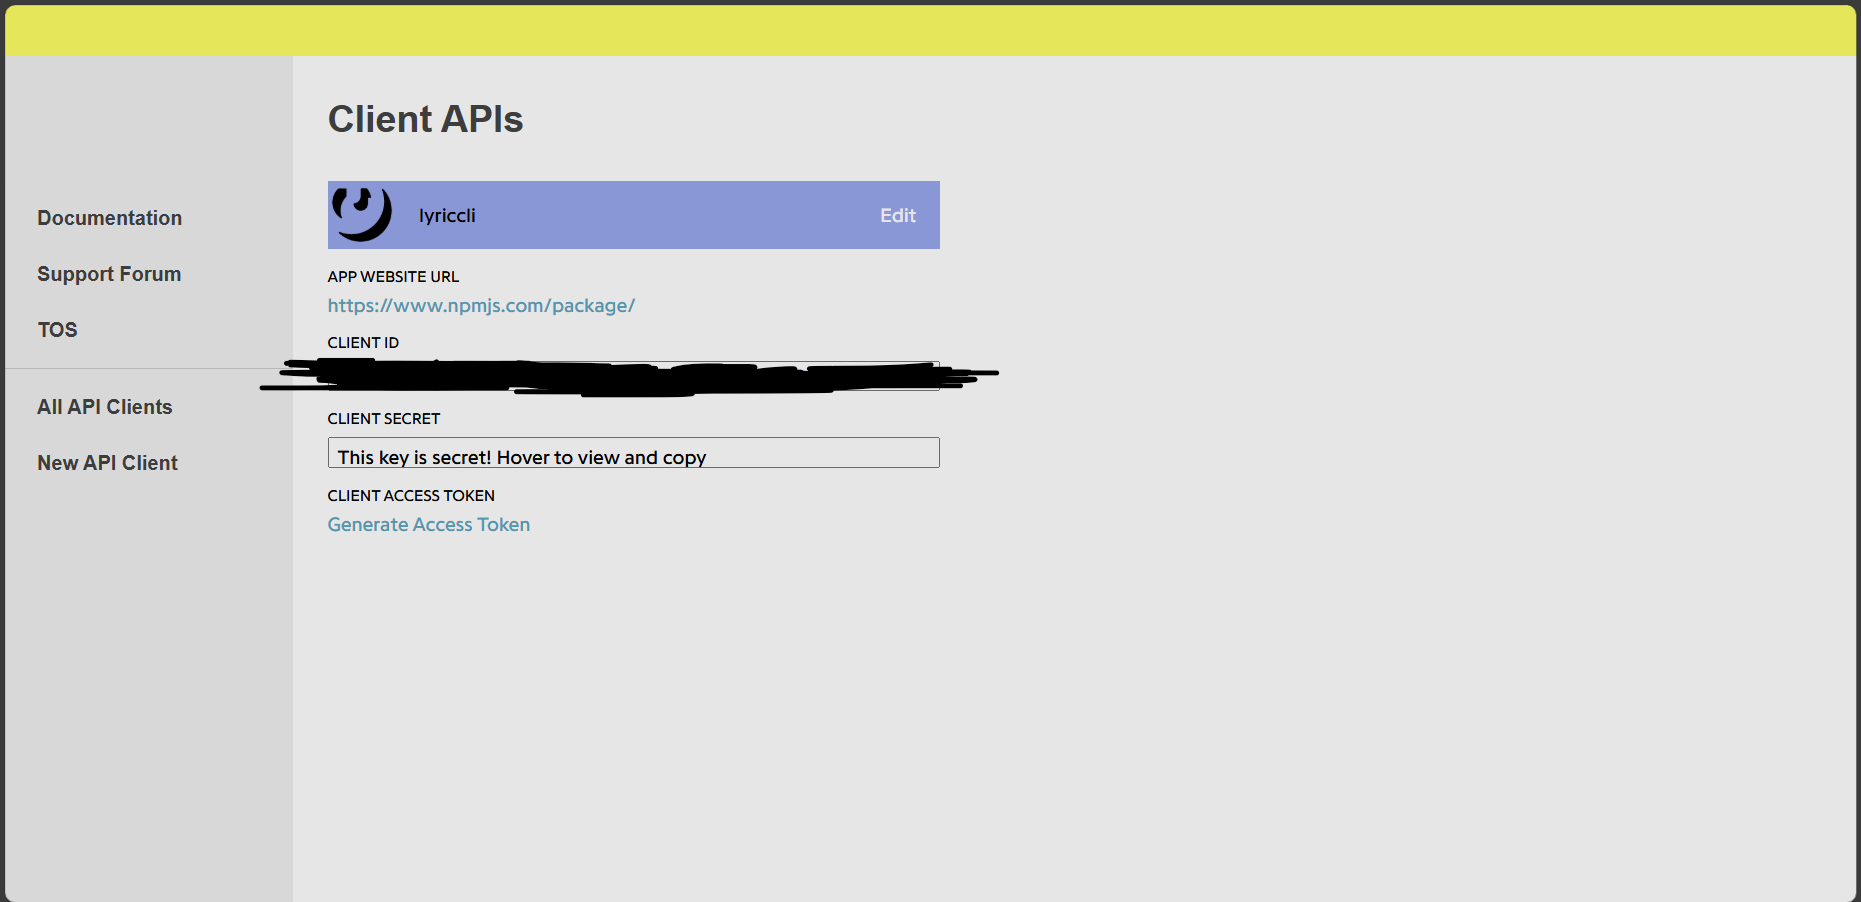 Client APIs
Documentation
Support Forum
TOS
All API Clients
New API Client
lyriccli
Edit
APP WEBSITE URL
https://www.npmjs.com/package/
CLIENT ID
CLIENT SECRET
This key is secret! Hover to view and copy
CLIENT ACCESS TOKEN
Generate Access Token